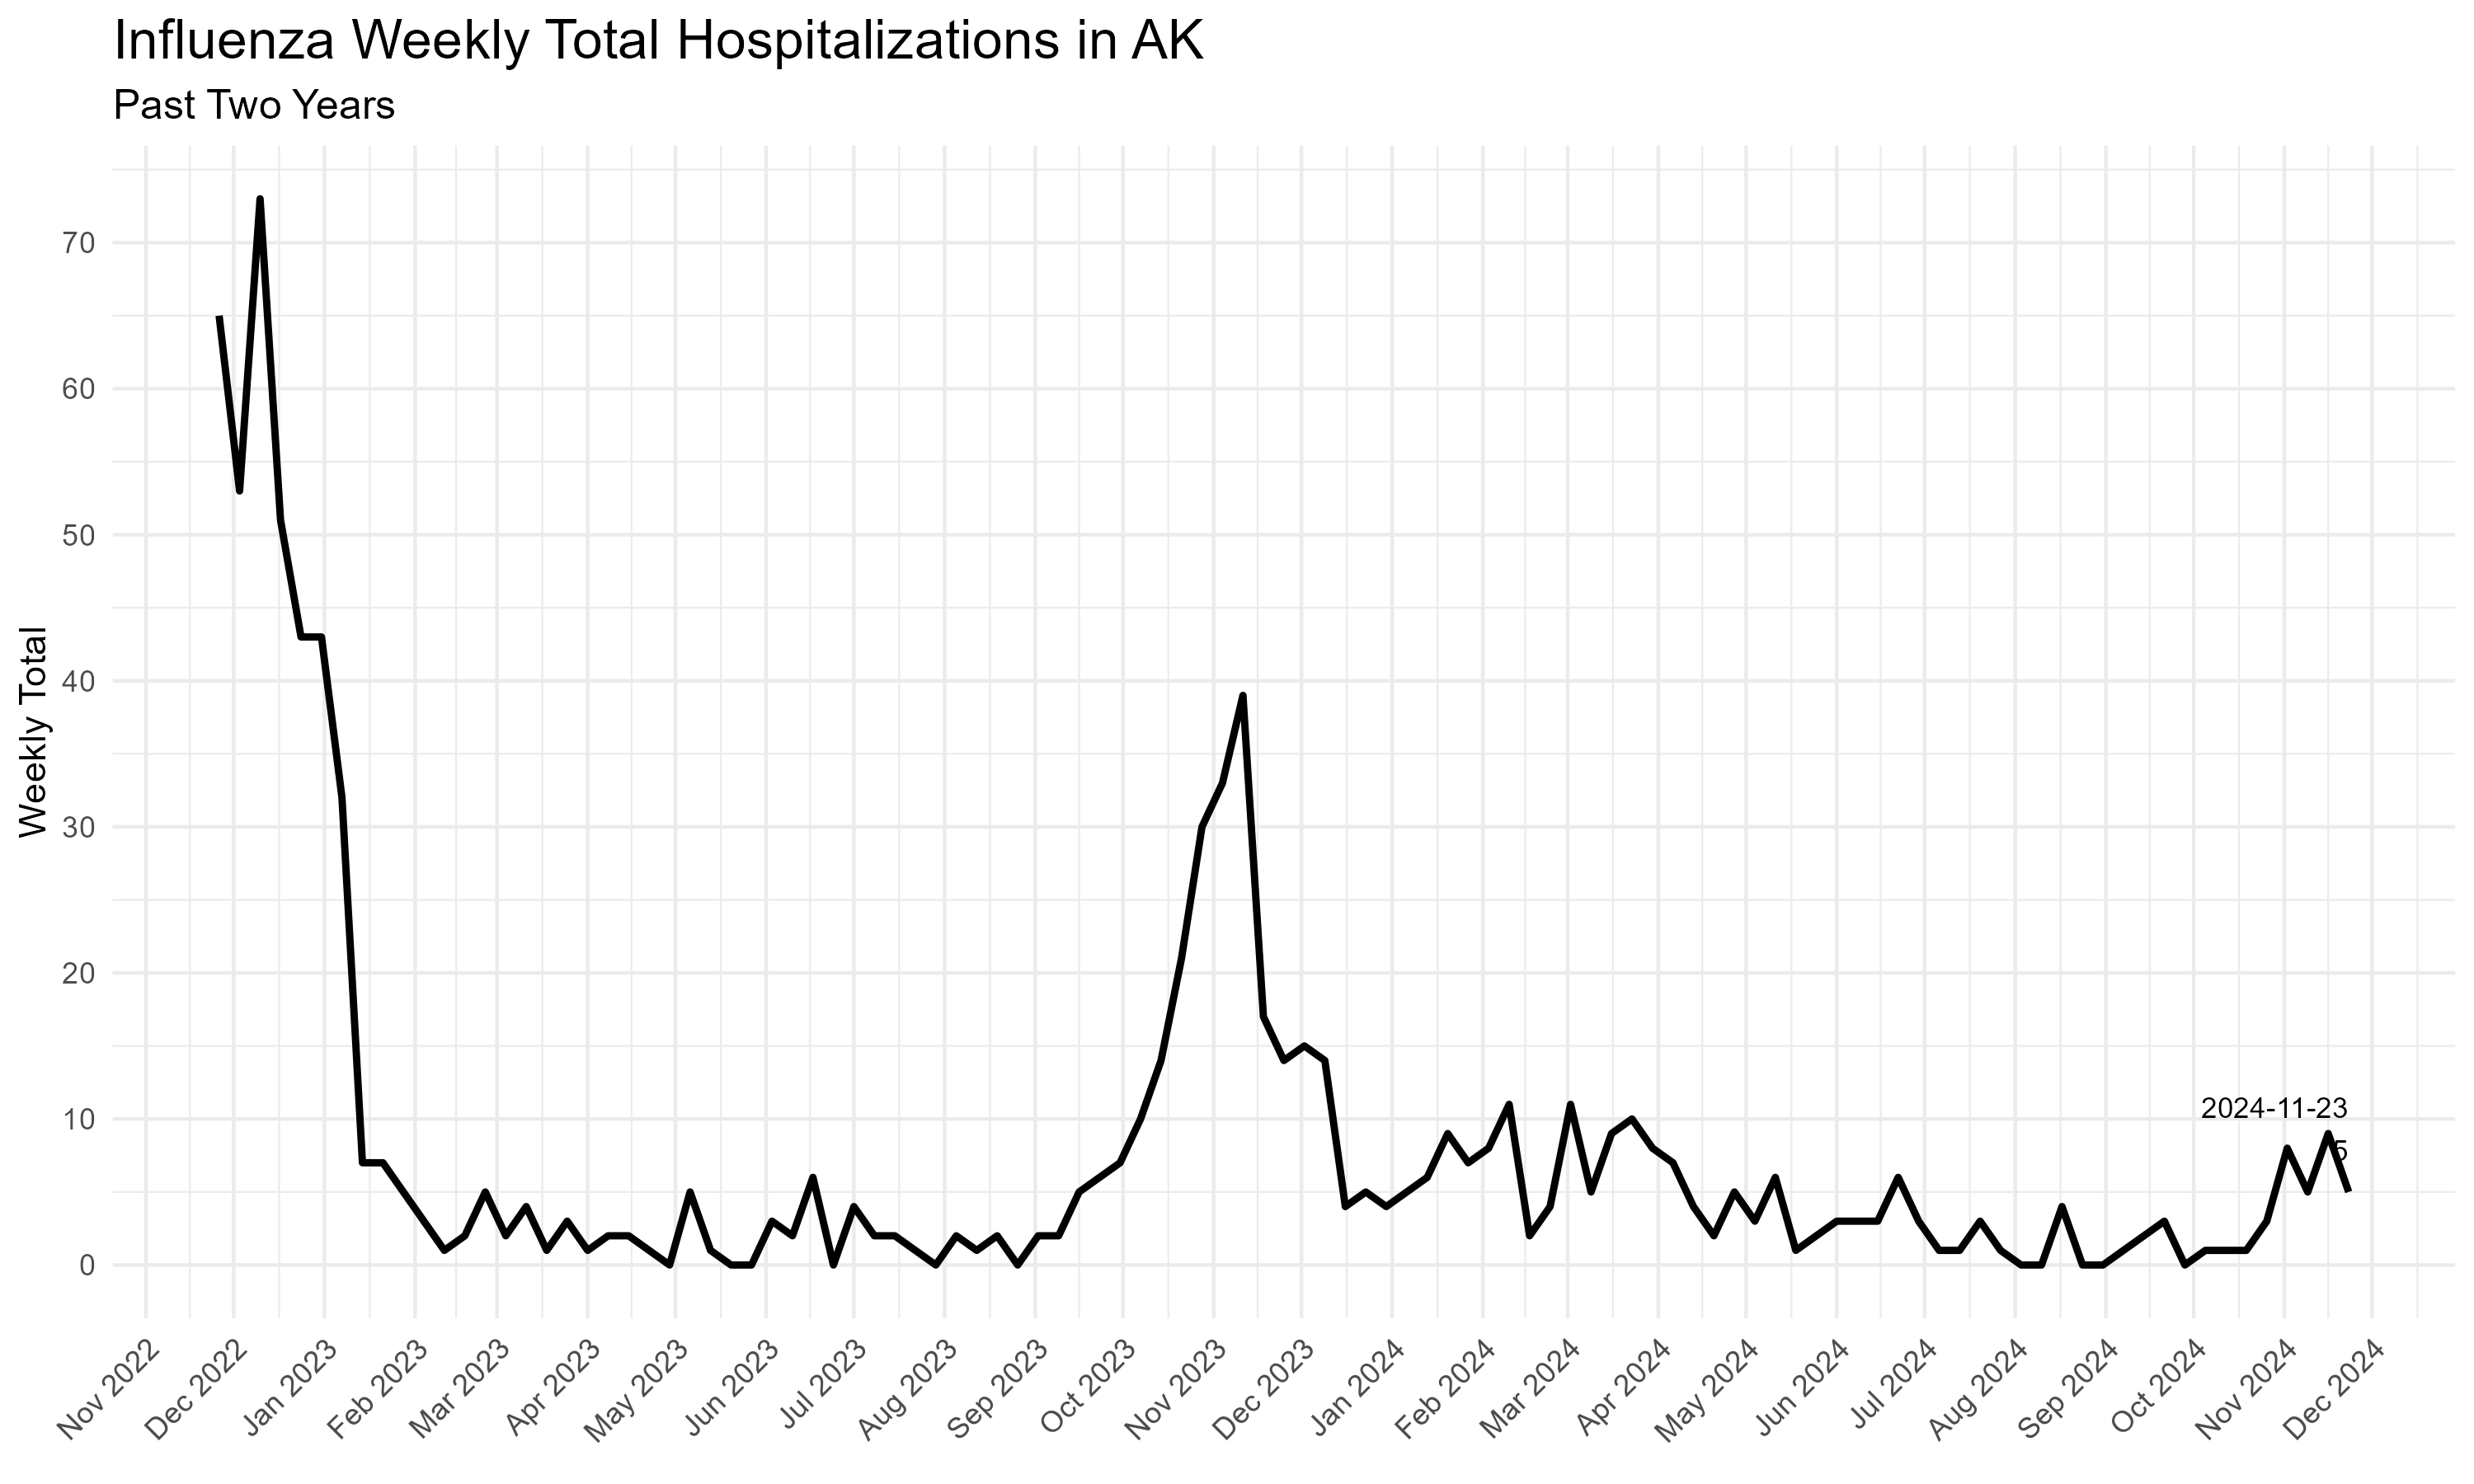 Influenza Weekly Total Hospitalizations in AK
Past Two Years
Weekly Total
70
60
50
40
30
20
10
0
2024-11-23
5
Nov 2022
Dec 2022
Jan 2023
Feb 2023
Mar 2023
Apr 2023
May 2023
Jun 2023
Jul 2023
Aug 2023
Sep 2023
Oct 2023
Nov 2023
Dec 2023
Jan 2024
Feb 2024
Mar 2024
Apr 2024
May 2024
Jun 2024
Jul 2024
Aug 2024
Sep 2024
Oct 2024
Nov 2024
Dec 2024